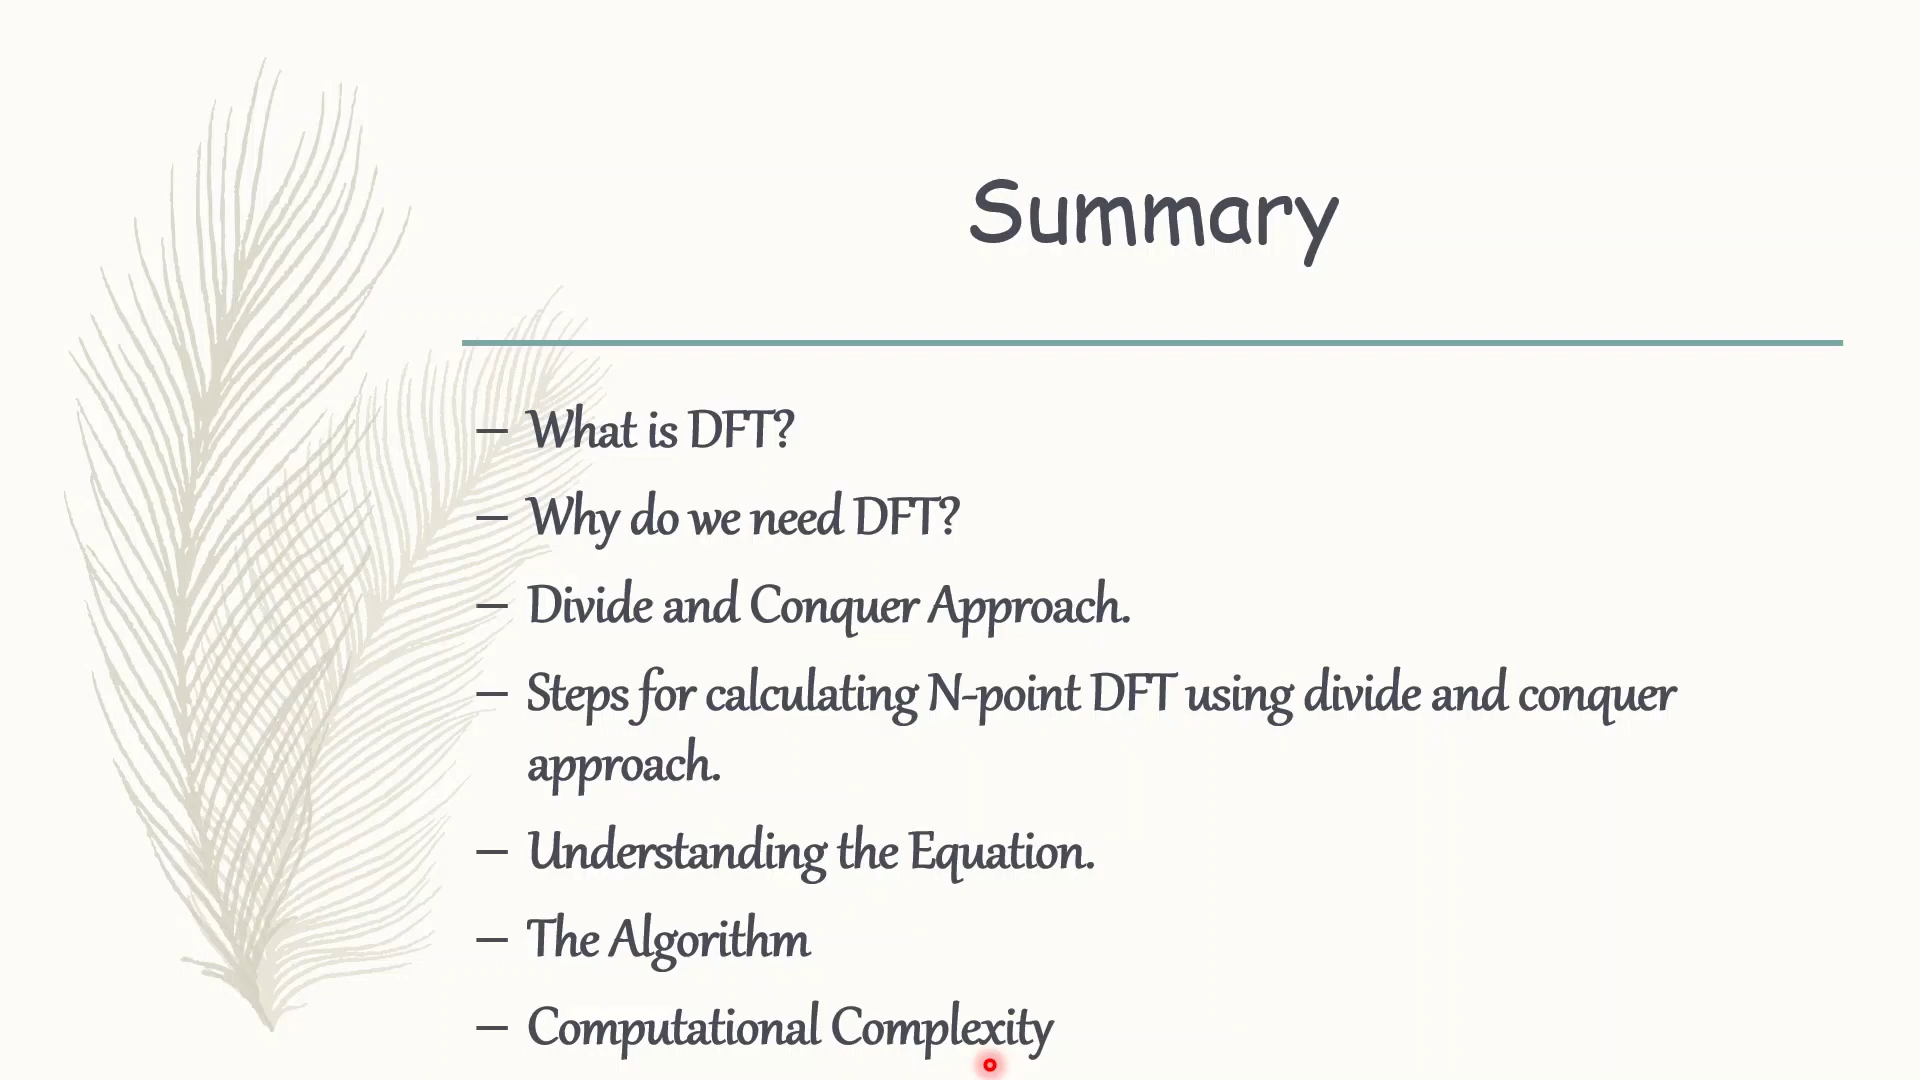 Summary
– What is DFT?
– Why do we need DFT?
– Divide and Conquer Approach.
– Steps for calculating N-point DFT using divide and conquer
approach.
– Understanding the Equation.
– The Algorithm
– Computational Complexity